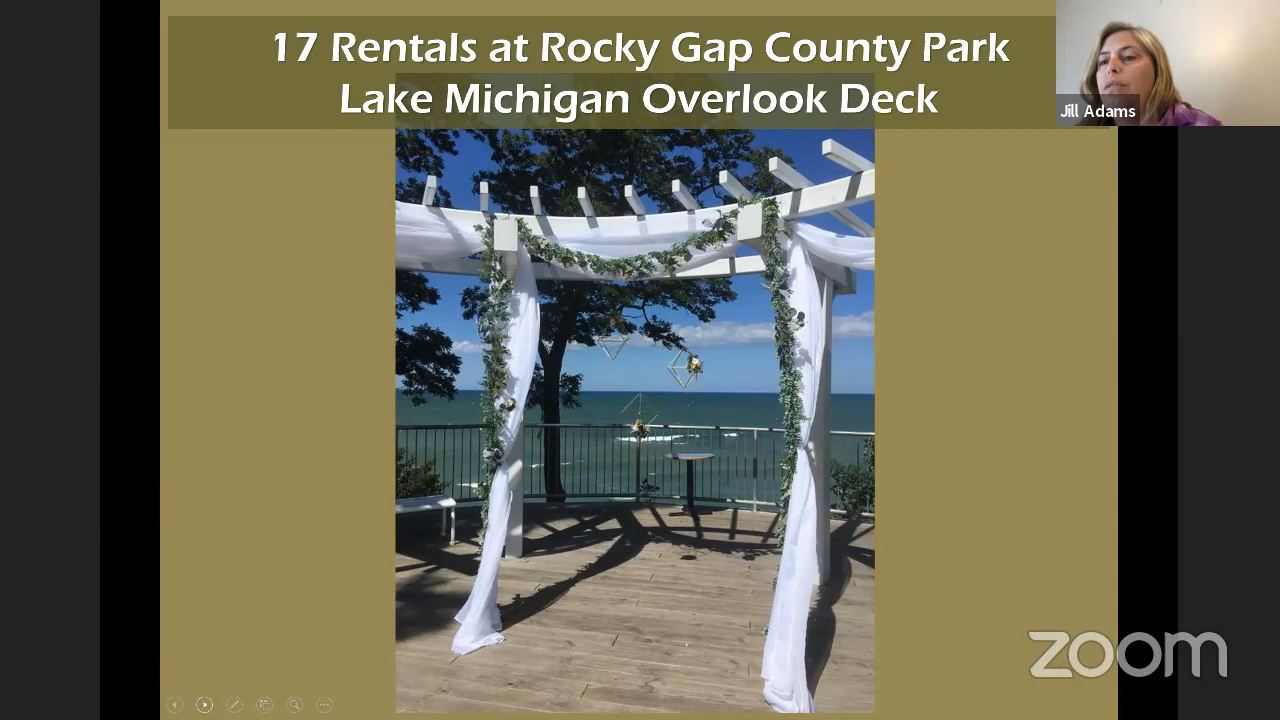 17 Rentals at Rocky Gap County Park
Lake Michigan Overlook Deck
Jill Adams
zoom